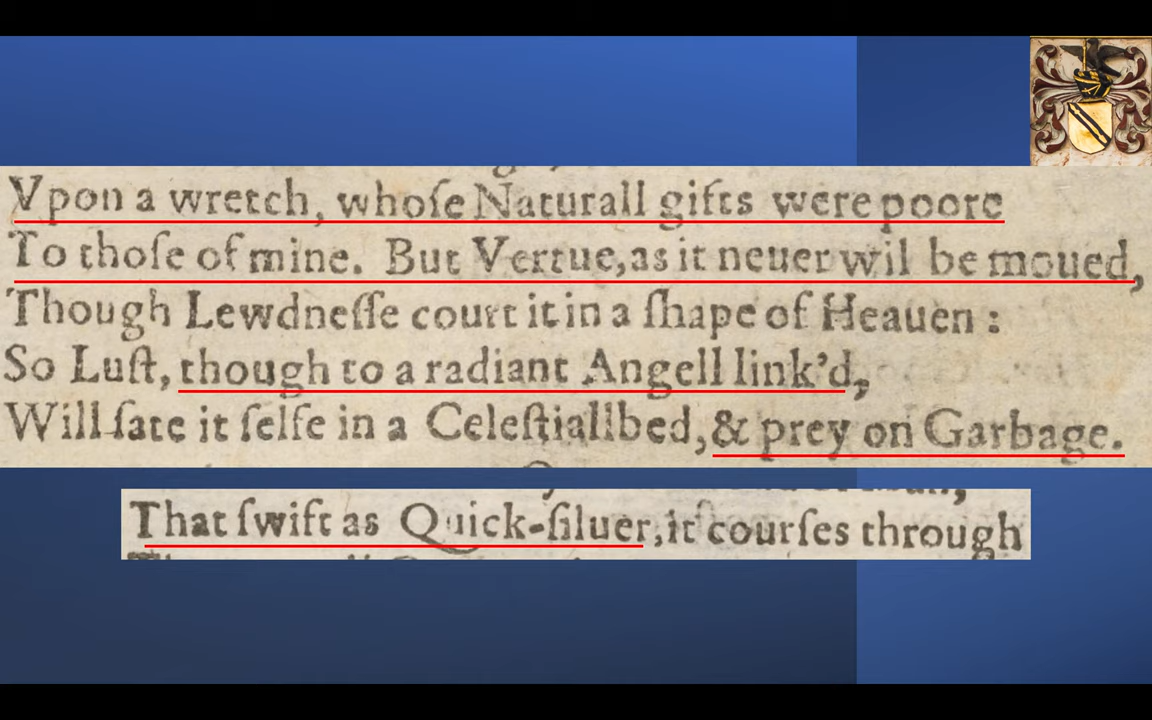 Vpon a wretch, whoſe Naturall gifts were poore
To thoſe of mine. But Vertue, as it neuer wil be moued,
Though Lewdneſſe court it in a ſhape of Heauen :
So Luſt, though to a radiant Angell link'd,
Will ſate it ſelfe in a Celeſtiallbed, & prey on Garbage.
That ſwift as Quick-ſiluer, it courſes through